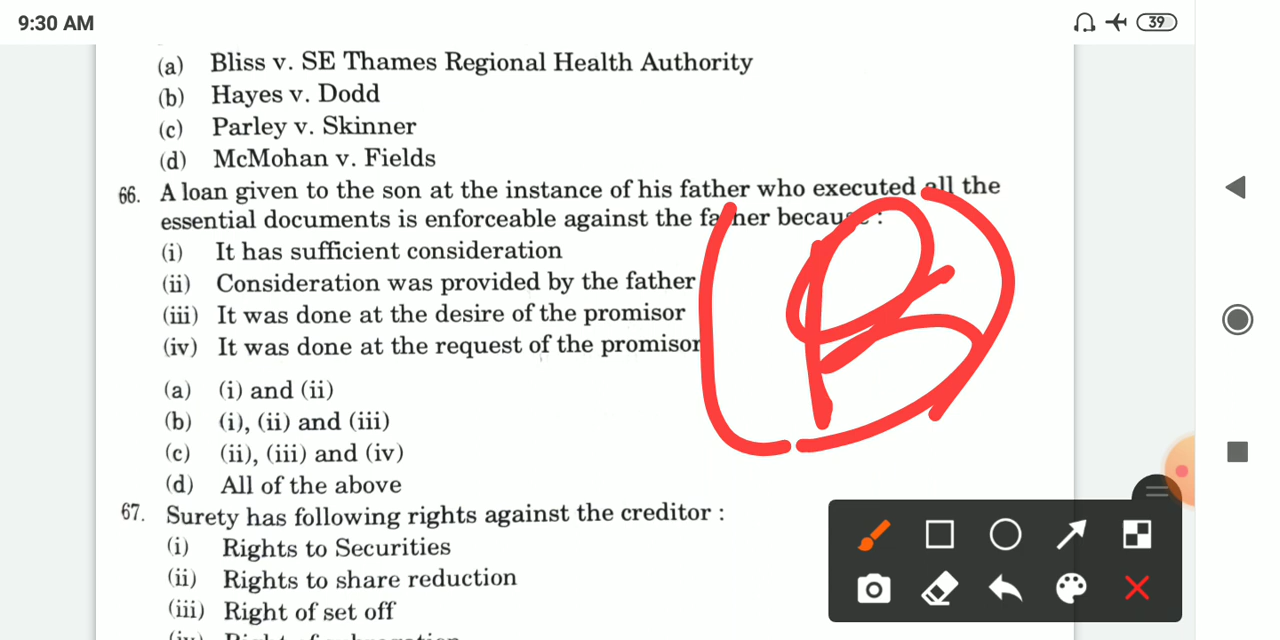 9:30 AM
39
(a) Bliss v. SE Thames Regional Health Authority
(b) Hayes v. Dodd
(c) Parley v. Skinner
(d) McMohan v. Fields
66. A loan given to the son at the instance of his father who executed all the
essential documents is enforceable against the father because :
(i) It has sufficient consideration
(ii) Consideration was provided by the father
(iii) It was done at the desire of the promisor
(iv) It was done at the request of the promisor
(B)
(a) (i) and (ii)
(b) (i), (ii) and (iii)
(c) (ii), (iii) and (iv)
(d) All of the above
67. Surety has following rights against the creditor :
(i) Rights to Securities
(ii) Rights to share reduction
(iii) Right of set off